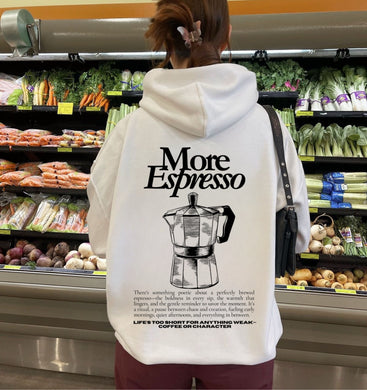 More
Espresso
There's something poetic about a perfectly brewed
espresso—the boldness in every sip, the warmth that
lingers, and the gentle reminder to savor the moment. It's
a ritual, a pause between chaos and creation, fueling early
mornings, quiet afternoons, and everything in between.
LIFE'S TOO SHORT FOR ANYTHING WEAK—
COFFEE OR CHARACTER